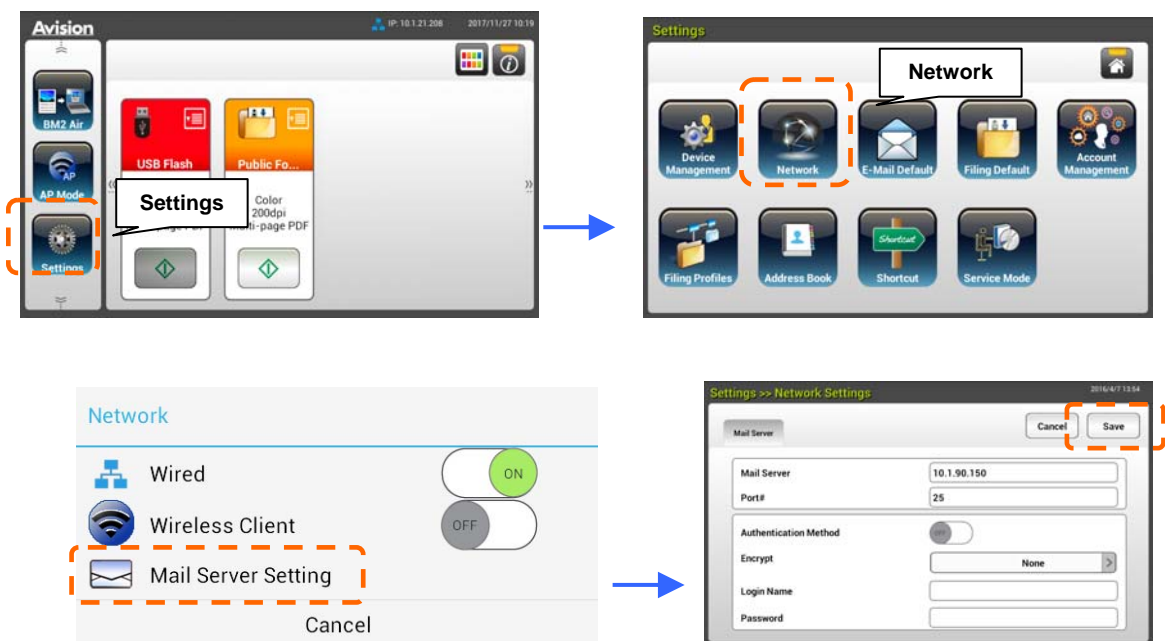 Avision
IP: 10.1.21.208 2017/11/27 10:19
BM2 Air
AP
AP Mode
Settings
USB Flash
Public Fo...
Settings
Color
200dpi
Multi-page PDF
Settings
Network
Device
Management
Network
E-Mail Default
Filing Default
Account
Management
Filing Profiles
Address Book
Shortcut
Shortcut
Service Mode
Network
Wired
ON
Wireless Client
OFF
Mail Server Setting
Cancel
Settings >> Network Settings
2016/4/7 13:54
Mail Server
Cancel
Save
Mail Server
10.1.90.150
Port#
25
Authentication Method
OFF
Encrypt
None
Login Name
Password